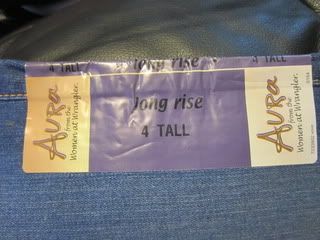 4 TALL
long rise
4 TALL
Aura
from the
Women at Wrangler.
long rise
4 TALL
Aura
from the
Women at Wrangler.